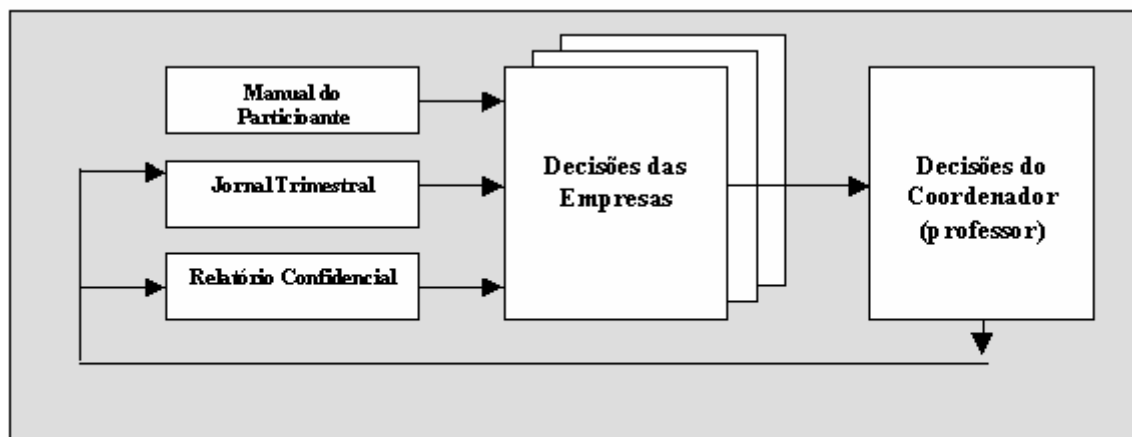 Manual do
Participante
Jornal Trimestral
Relatório Confidencial
Decisões das
Empresas
Decisões do
Coordenador
(professor)